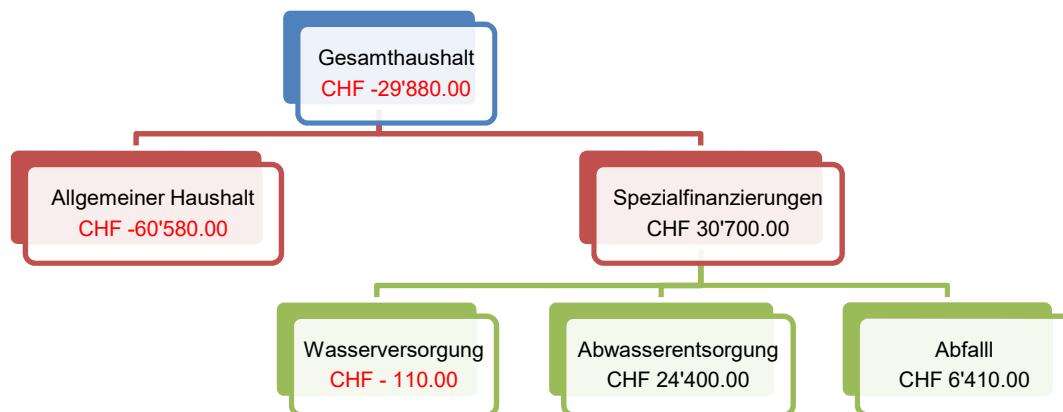 Gesamthaushalt
CHF -29'880.00
Allgemeiner Haushalt
CHF -60'580.00
Spezialfinanzierungen
CHF 30'700.00
Wasserversorgung
CHF - 110.00
Abwasserentsorgung
CHF 24'400.00
Abfalll
CHF 6'410.00